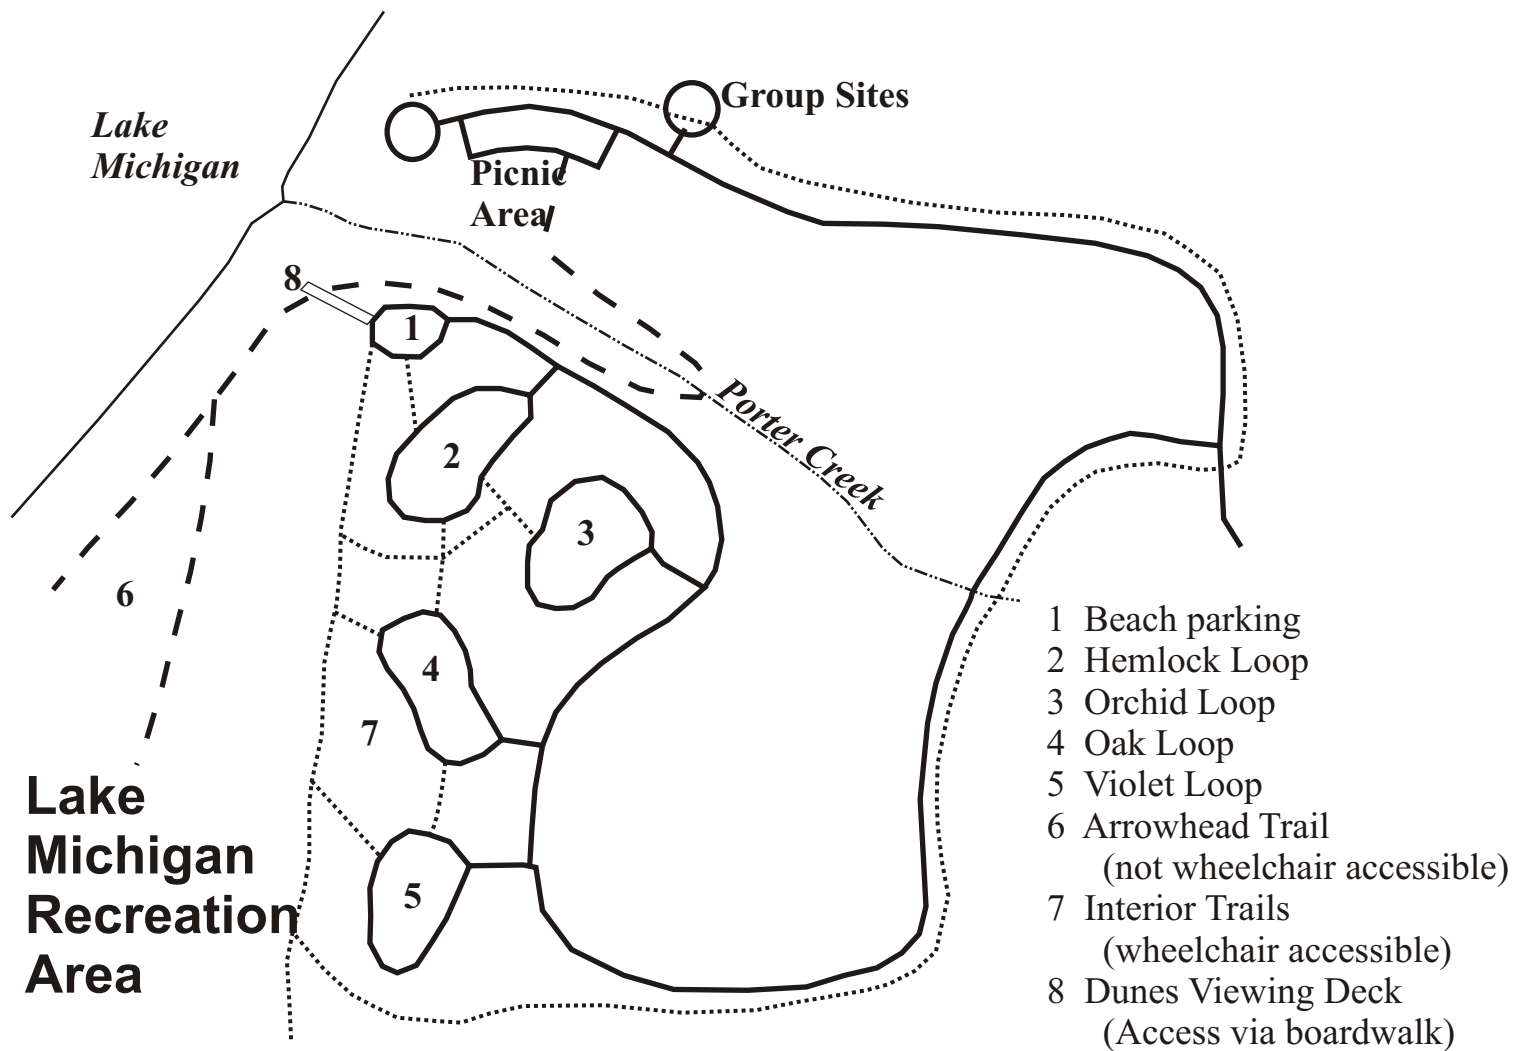 Group Sites
Lake
Michigan
Picnic
Area
8
1
Porter Creek
2
3
6
4
7
5
1 Beach parking
2 Hemlock Loop
3 Orchid Loop
4 Oak Loop
5 Violet Loop
6 Arrowhead Trail
(not wheelchair accessible)
7 Interior Trails
(wheelchair accessible)
8 Dunes Viewing Deck
(Access via boardwalk)
Lake
Michigan
Recreation
Area